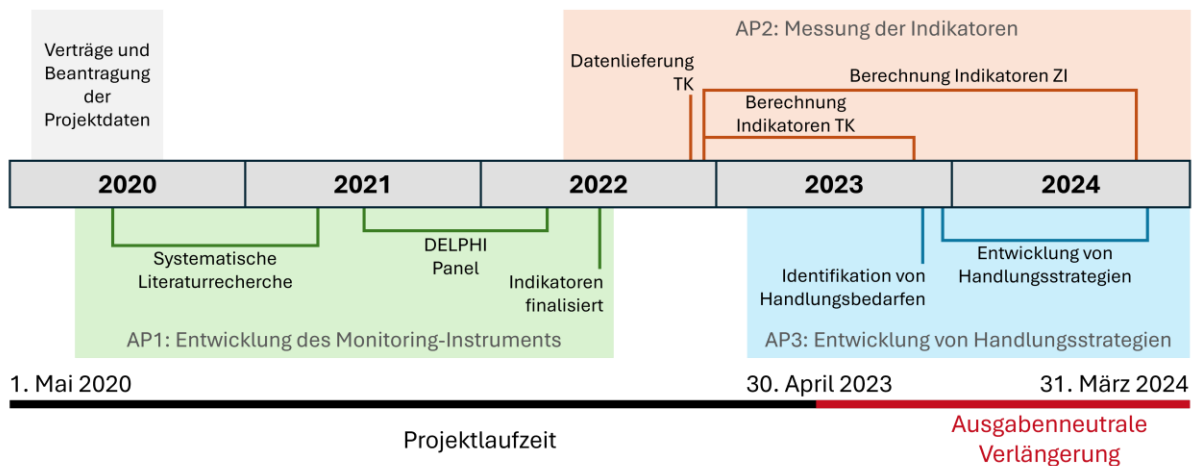 Verträge und
Beantragung
der
Projektdaten
AP2: Messung der Indikatoren
Datenlieferung
TK
Berechnung Indikatoren ZI
Berechnung
Indikatoren TK
2020
2021
2022
2023
2024
Systematische
Literaturrecherche
DELPHI
Panel
Indikatoren
finalisiert
Identifikation von
Handlungsbedarfen
Entwicklung von
Handlungsstrategien
AP1: Entwicklung des Monitoring-Instruments
AP3: Entwicklung von Handlungsstrategien
1. Mai 2020
30. April 2023
31. März 2024
Projektlaufzeit
Ausgabenneutrale
Verlängerung